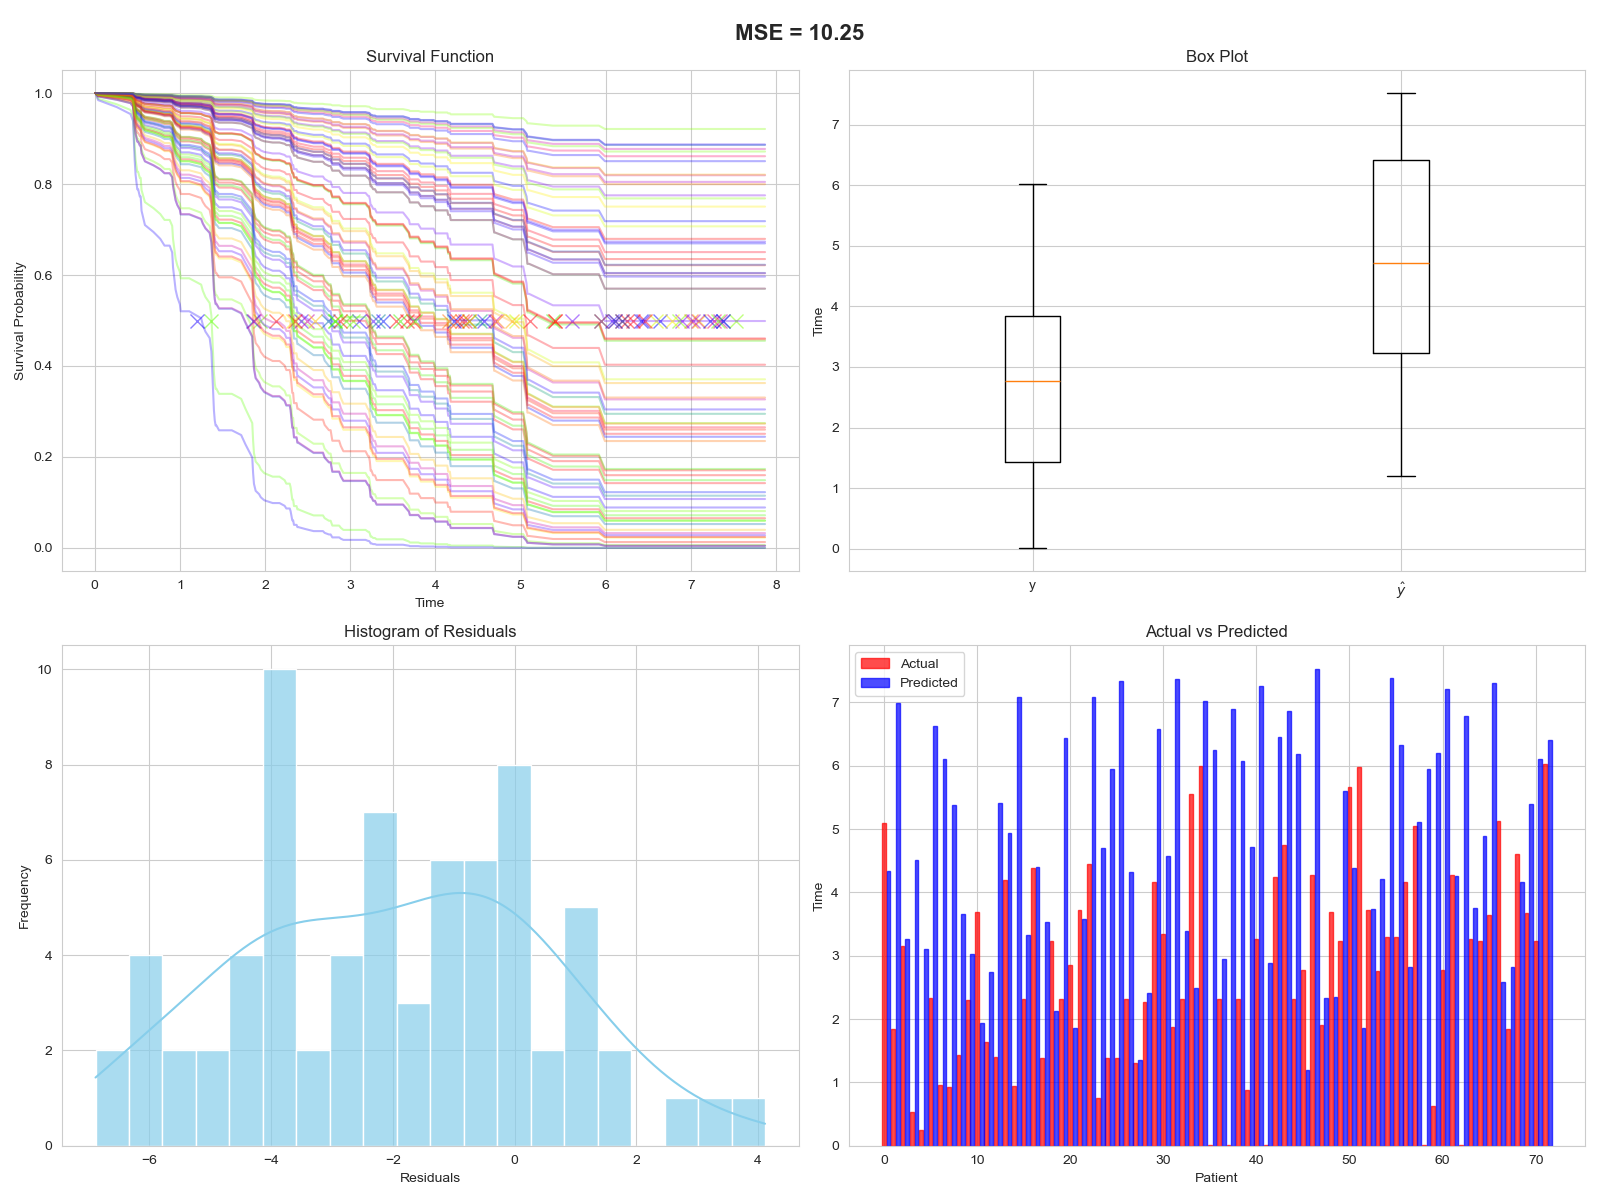 MSE = 10.25
Survival Function
1.0
0.8
0.6
0.4
0.2
0.0
Survival Probability
0 1 2 3 4 5 6 7 8
Time
Box Plot
7
6
5
4
3
2
1
0
Time
y ŷ
Histogram of Residuals
10
8
6
4
2
0
Frequency
−6 −4 −2 0 2 4
Residuals
Actual vs Predicted
Actual
Predicted
7
6
5
4
3
2
1
0
Time
0 10 20 30 40 50 60 70
Patient